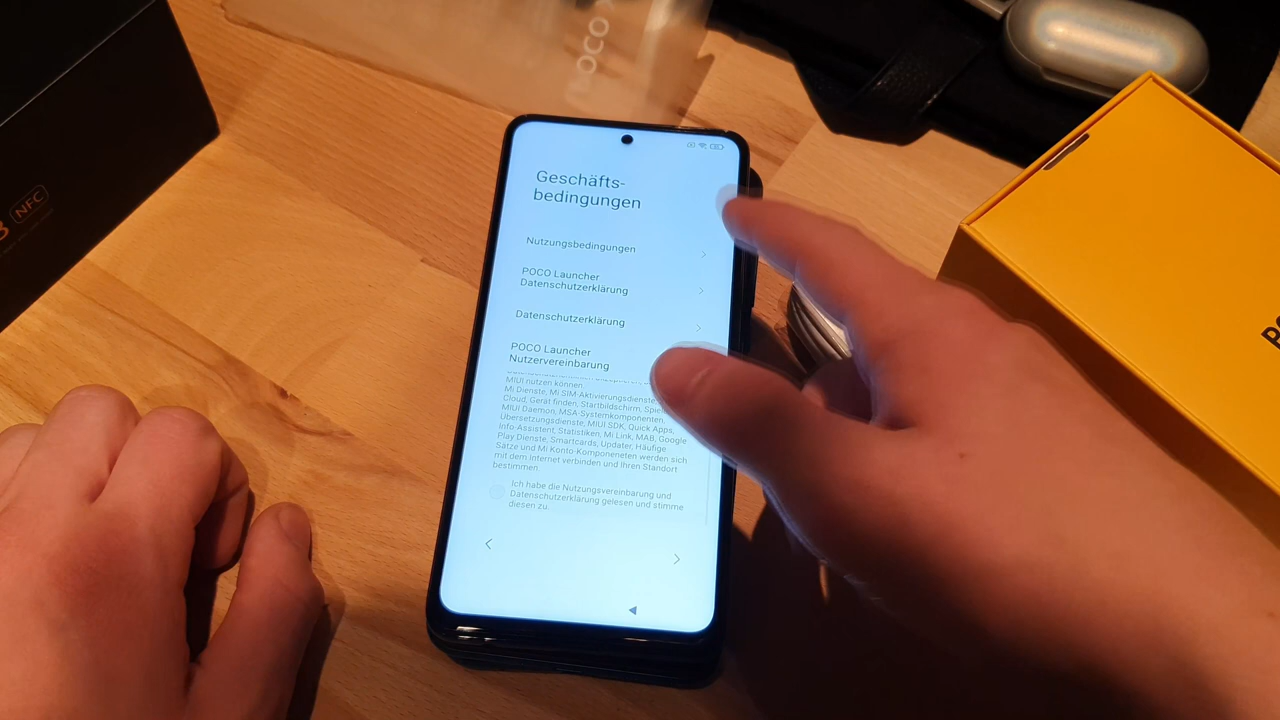 POCO
3 NFC
Geschäfts-
bedingungen
Nutzungsbedingungen
POCO Launcher
Datenschutzerklärung
Datenschutzerklärung
POCO Launcher
Nutzervereinbarung
MIUI nutzen können.
Mi Dienste, Mi SIM-Aktivierungsdienste
Cloud, Gerät finden, Startbildschirm,
MIUI Daemon, MSA-Systemkomponenten,
Übersetzungsdienste, MIUI SDK, Quick Apps,
Info-Assistent, Statistiken, Mi Link, MAB, Google
Play Dienste, Smartcards, Updater, Häufige
Sätze und Mi Konto-Komponeneten werden sich
mit dem Internet verbinden und Ihren Standort
bestimmen.
Ich habe die Nutzungsvereinbarung und
Datenschutzerklärung gelesen und stimme
diesen zu.